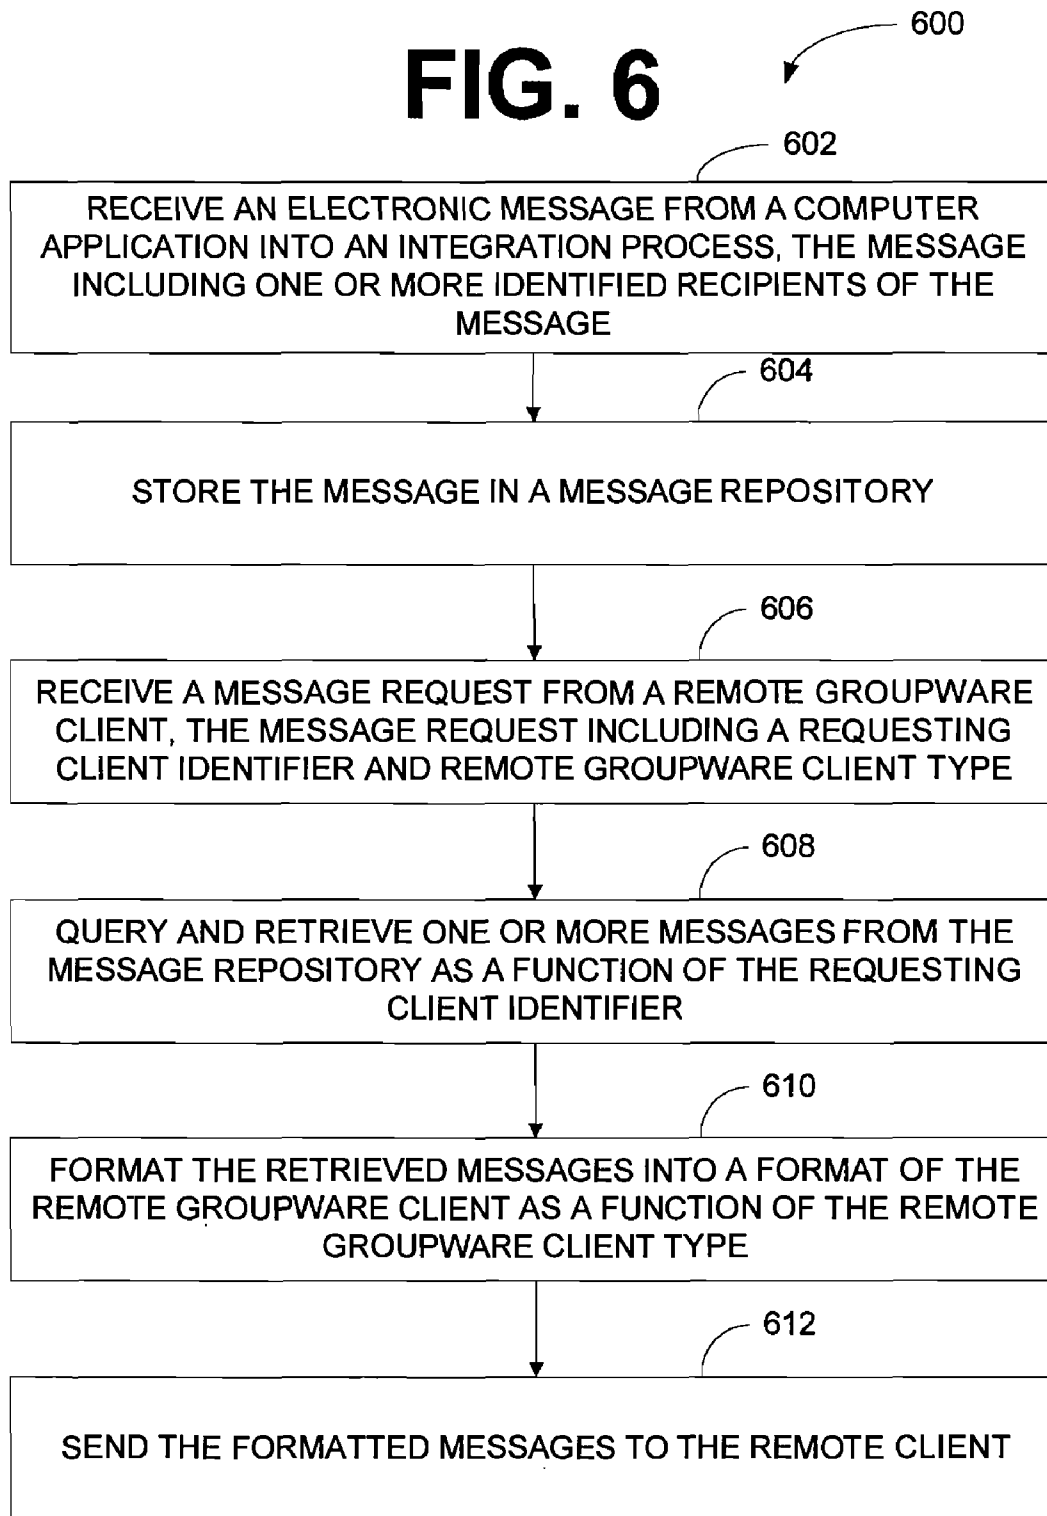 600
FIG. 6
602
RECEIVE AN ELECTRONIC MESSAGE FROM A COMPUTER
APPLICATION INTO AN INTEGRATION PROCESS, THE MESSAGE
INCLUDING ONE OR MORE IDENTIFIED RECIPIENTS OF THE
MESSAGE
604
STORE THE MESSAGE IN A MESSAGE REPOSITORY
606
RECEIVE A MESSAGE REQUEST FROM A REMOTE GROUPWARE
CLIENT, THE MESSAGE REQUEST INCLUDING A REQUESTING
CLIENT IDENTIFIER AND REMOTE GROUPWARE CLIENT TYPE
608
QUERY AND RETRIEVE ONE OR MORE MESSAGES FROM THE
MESSAGE REPOSITORY AS A FUNCTION OF THE REQUESTING
CLIENT IDENTIFIER
610
FORMAT THE RETRIEVED MESSAGES INTO A FORMAT OF THE
REMOTE GROUPWARE CLIENT AS A FUNCTION OF THE REMOTE
GROUPWARE CLIENT TYPE
612
SEND THE FORMATTED MESSAGES TO THE REMOTE CLIENT